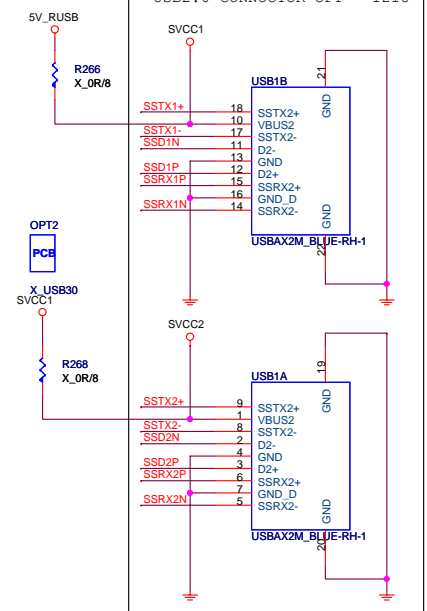 5V_RUSB
SVCC1
R266
X_0R/8
USB1B
21
GND
SSTX1+ 18 SSTX2+
10 VBUS2
SSTX1- 17 SSTX2-
SSD1N 11 D2-
13 GND
SSD1P 12 D2+
SSRX1P 15 SSRX2+
16 GND_D
SSRX1N 14 SSRX2-
GND
22
USBAX2M_BLUE-RH-1
OPT2
PCB
X_USB30
SVCC1
SVCC2
R268
X_0R/8
USB1A
19
GND
SSTX2+ 9 SSTX2+
1 VBUS2
SSTX2- 8 SSTX2-
SSD2N 2 D2-
4 GND
SSD2P 3 D2+
SSRX2P 6 SSRX2+
7 GND_D
SSRX2N 5 SSRX2-
GND
20
USBAX2M_BLUE-RH-1